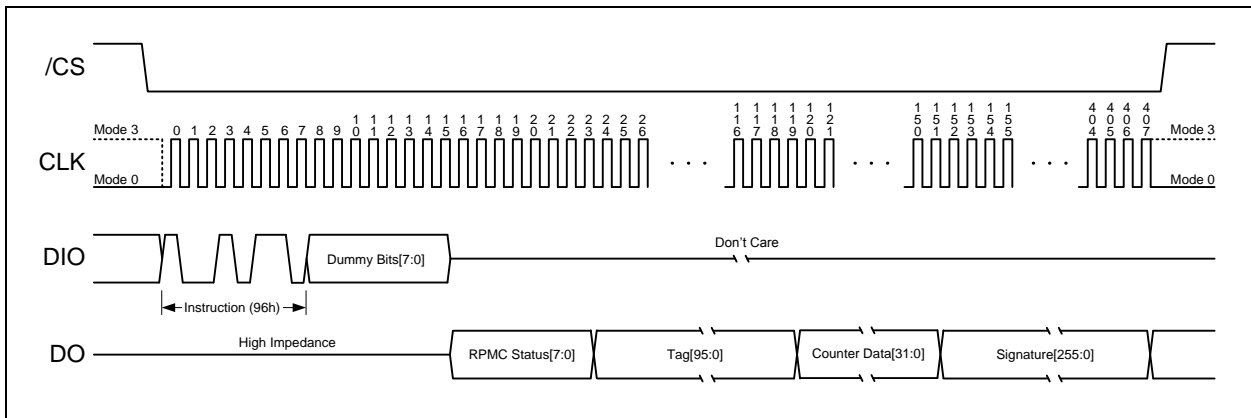 /CS
0 1 2 3 4 5 6 7 8 9 10 11 12 13 14 15 16 17 18 19 20 21 22 23 24 25 26 116 117 118 119 120 121 150 151 152 153 154 155 404 405 406 407
Mode 3 Mode 3
CLK . . . . . . . . .
Mode 0 Mode 0
DIO Dummy Bits[7:0] Don't Care
Instruction (96h)
DO High Impedance RPMC Status[7:0] Tag[95:0] Counter Data[31:0] Signature[255:0]